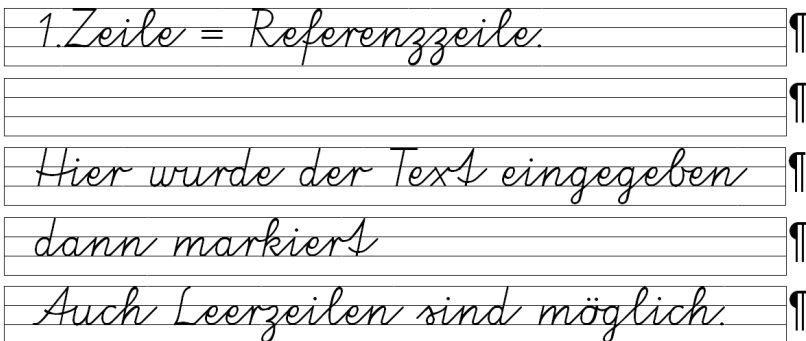 1.Zeile = Referenzzeile. ¶
¶
Hier wurde der Text eingegeben ¶
dann markiert ¶
Auch Leerzeilen sind möglich. ¶